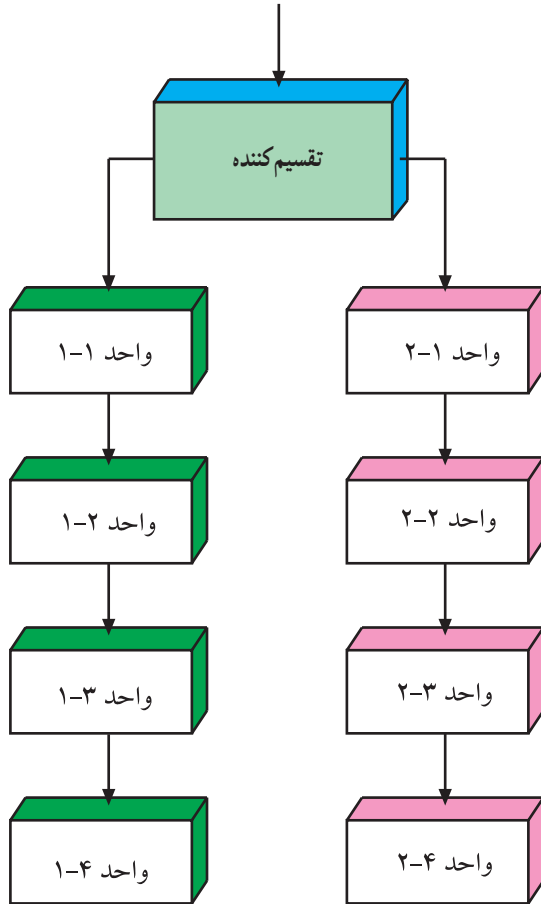 تقسیم‌کننده
واحد ۱-۱
واحد ۱-۲
واحد ۲-۱
واحد ۲-۲
واحد ۳-۱
واحد ۳-۲
واحد ۴-۱
واحد ۴-۲